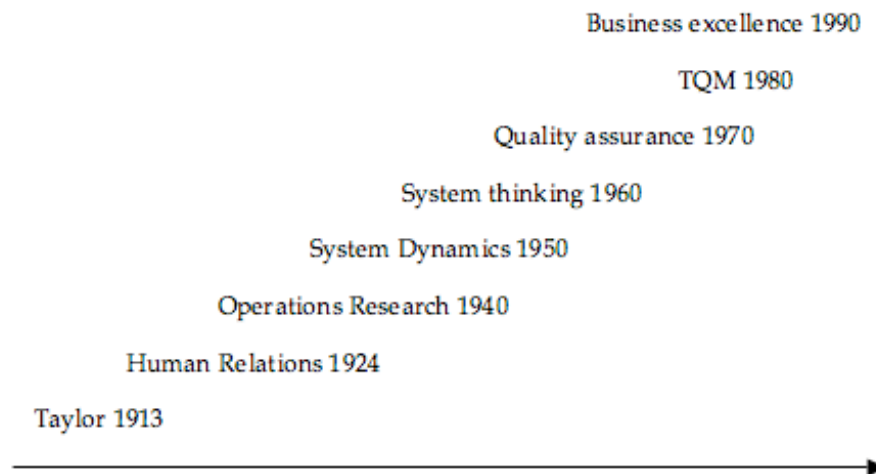 Business excellence 1990
TQM 1980
Quality assurance 1970
System thinking 1960
System Dynamics 1950
Operations Research 1940
Human Relations 1924
Taylor 1913